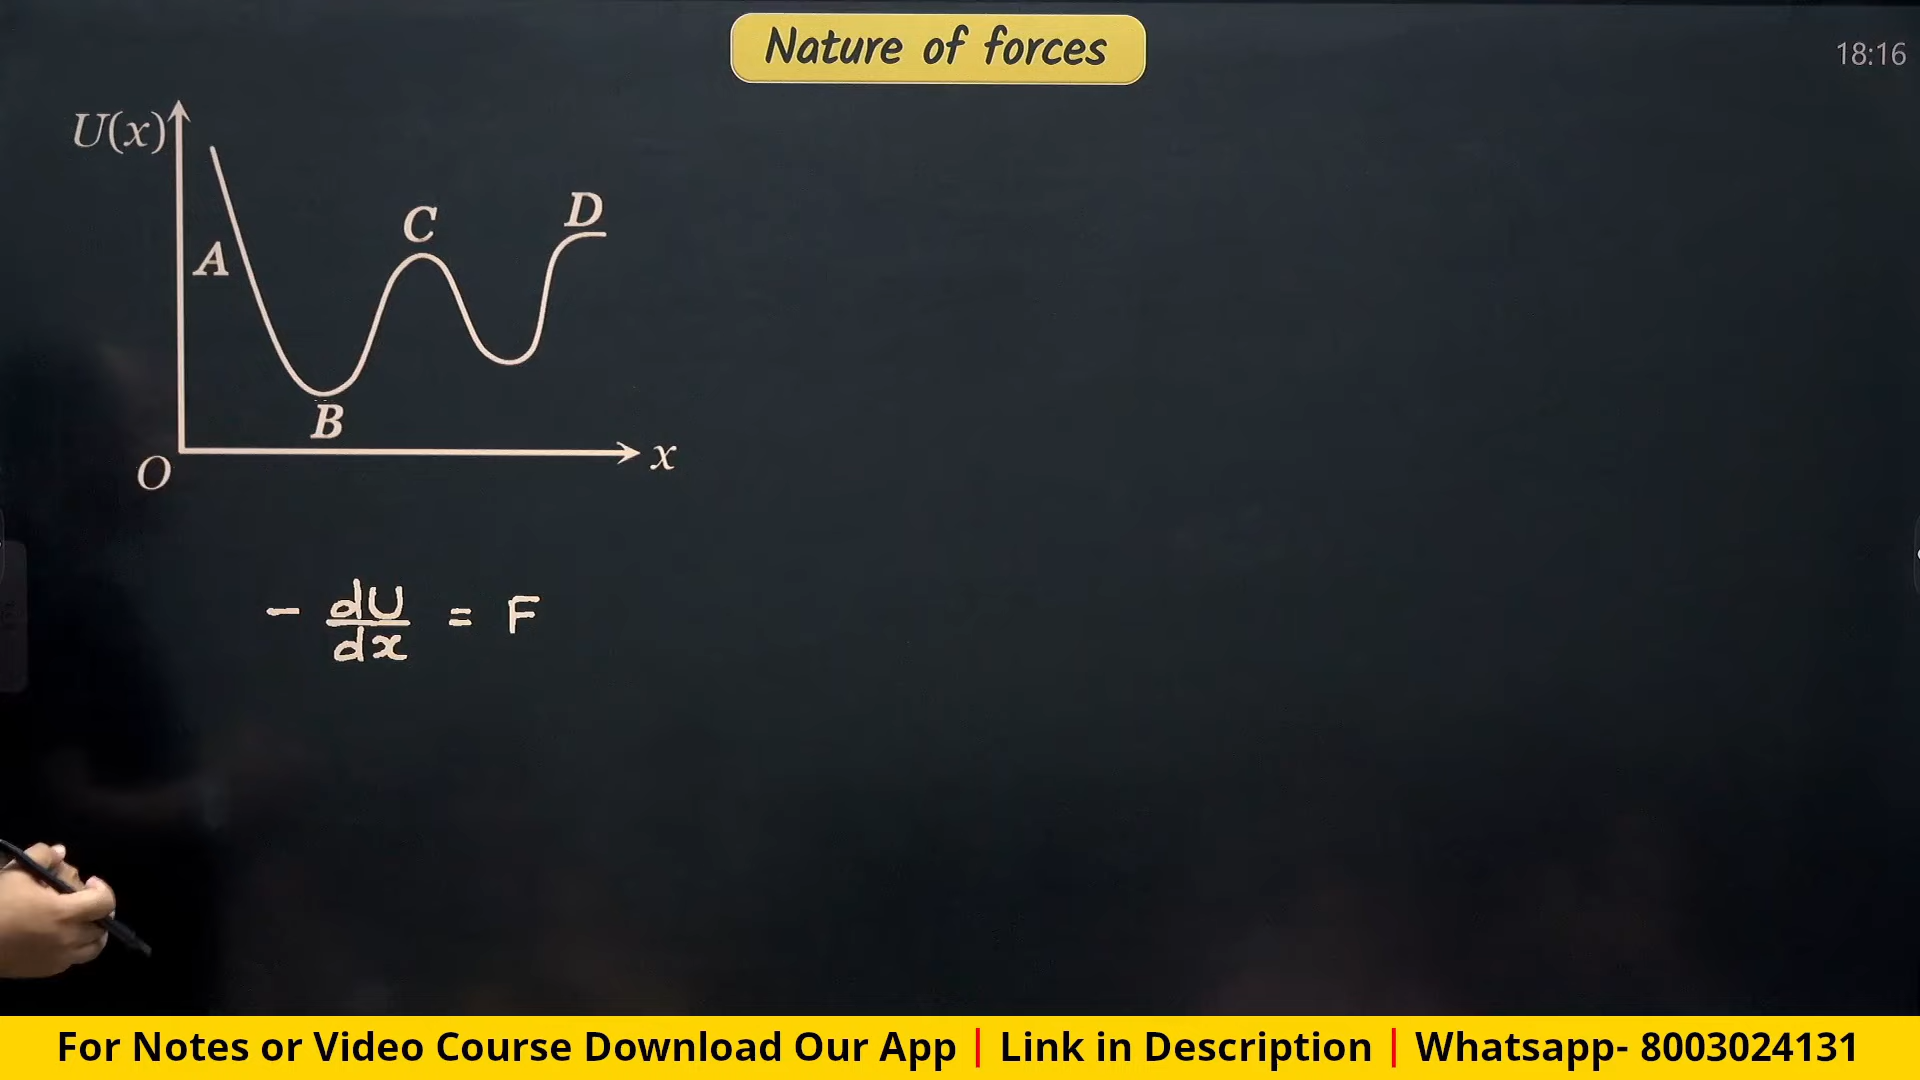 Nature of forces
18:16
U(x)
C
D
A
B
O
x
- dU/dx = F
For Notes or Video Course Download Our App | Link in Description | Whatsapp- 8003024131